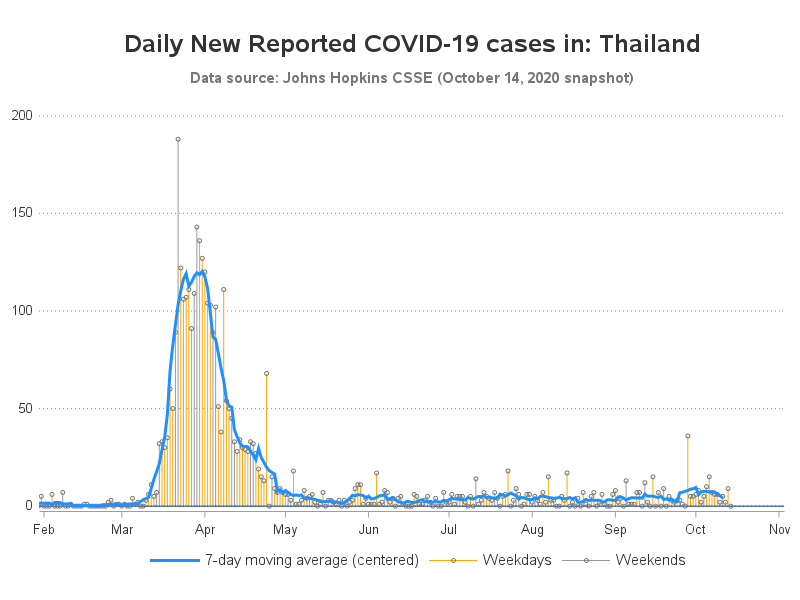 Daily New Reported COVID-19 cases in: Thailand
Data source: Johns Hopkins CSSE (October 14, 2020 snapshot)
200
150
100
50
0
Feb Mar Apr May Jun Jul Aug Sep Oct Nov
7-day moving average (centered) Weekdays Weekends